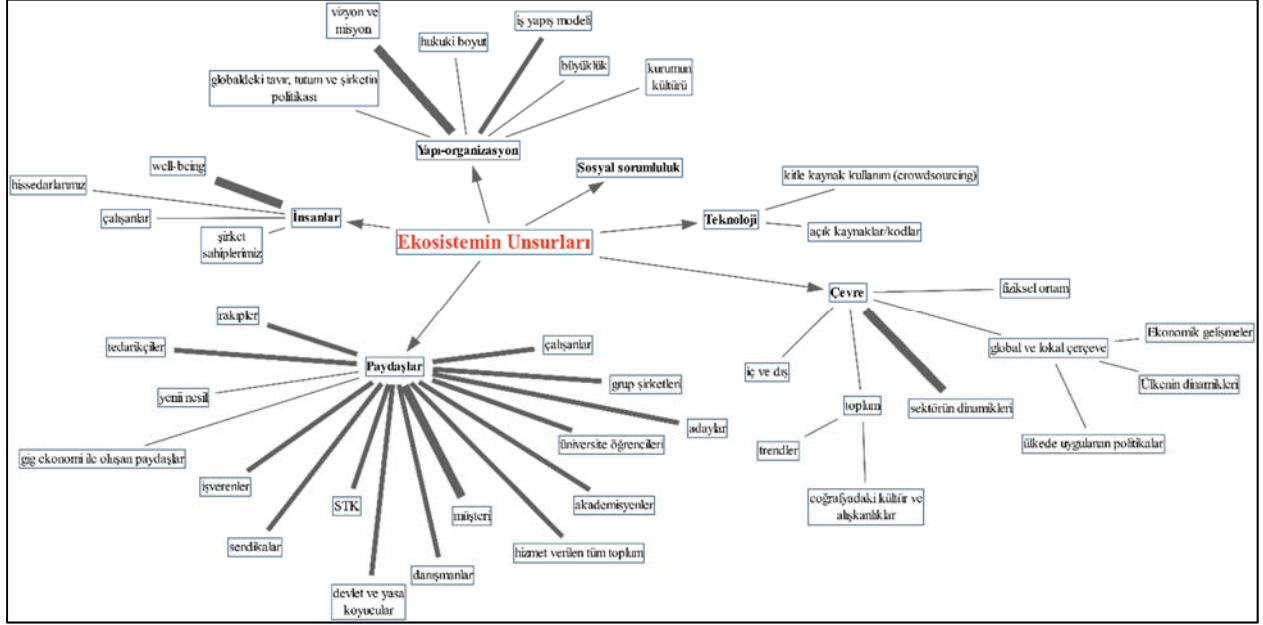 vizyon ve
misyon
hukuki boyut
iş yapış modeli
büyüklük
kurumun
kültürü
globaldeki tavır, tutum ve şirketin
politikası
Yapı-organizasyon
Sosyal sorumluluk
well-being
hissedarlarımız
çalışanlar
şirket
sahiplerimiz
İnsanlar
kitle kaynak kullanım (crowdsourcing)
Teknoloji
açık kaynaklar/kodlar
Ekosistemin Unsurları
Çevre
fiziksel ortam
global ve lokal çerçeve
Ekonomik gelişmeler
Ülkenin dinamikleri
ülkede uygulanan politikalar
iç ve dış
toplum
sektörün dinamikleri
trendler
coğrafyadaki kültür ve
alışkanlıklar
rakipler
tedarikçiler
Paydaşlar
çalışanlar
grup şirketleri
yenii nesil
adaylar
üniversite öğrencileri
gig ekonomi ile oluşan paydaşlar
işverenler
STK
müşteri
akademisyenler
sendikalar
hizmet verilen tüm toplum
danışmanlar
devlet ve yasa
koyucular